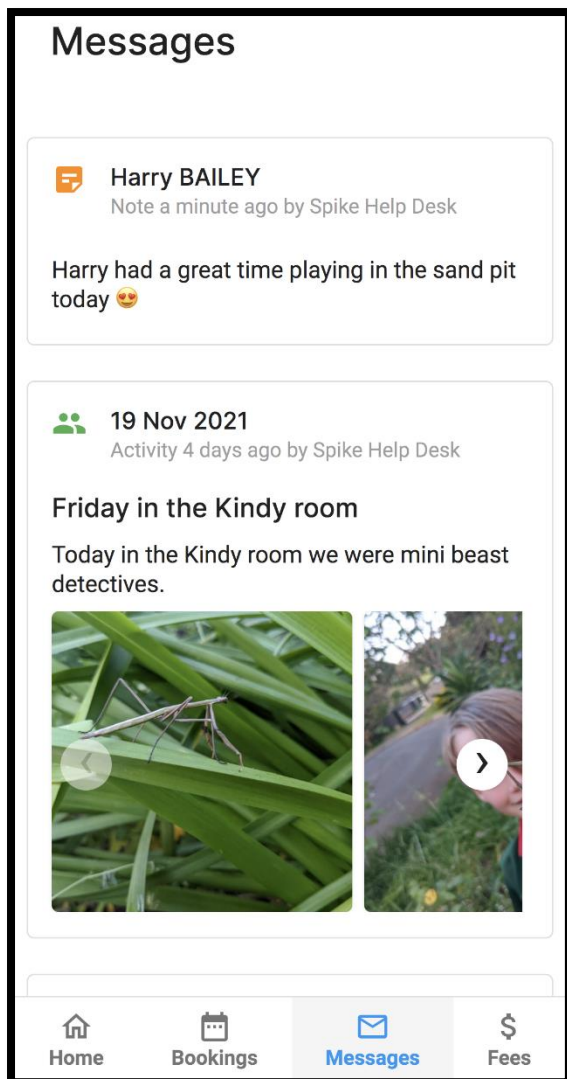 Messages
Harry BAILEY
Note a minute ago by Spike Help Desk
Harry had a great time playing in the sand pit
today 😍
19 Nov 2021
Activity 4 days ago by Spike Help Desk
Friday in the Kindy room
Today in the Kindy room we were mini beast
detectives.
Home Bookings Messages Fees